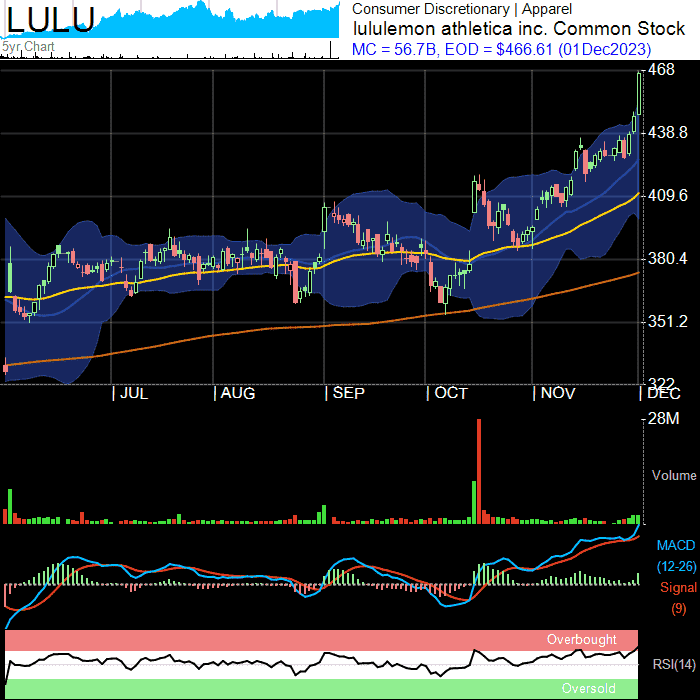 LULU
5yr Chart
Consumer Discretionary | Apparel
lululemon athletica inc. Common Stock
MC = 56.7B, EOD = $466.61 (01Dec2023)
468
438.8
409.6
380.4
351.2
322
| JUL | AUG | SEP | OCT | NOV | DEC
28M
Volume
MACD
(12-26)
Signal
(9)
Overbought
RSI(14)
Oversold